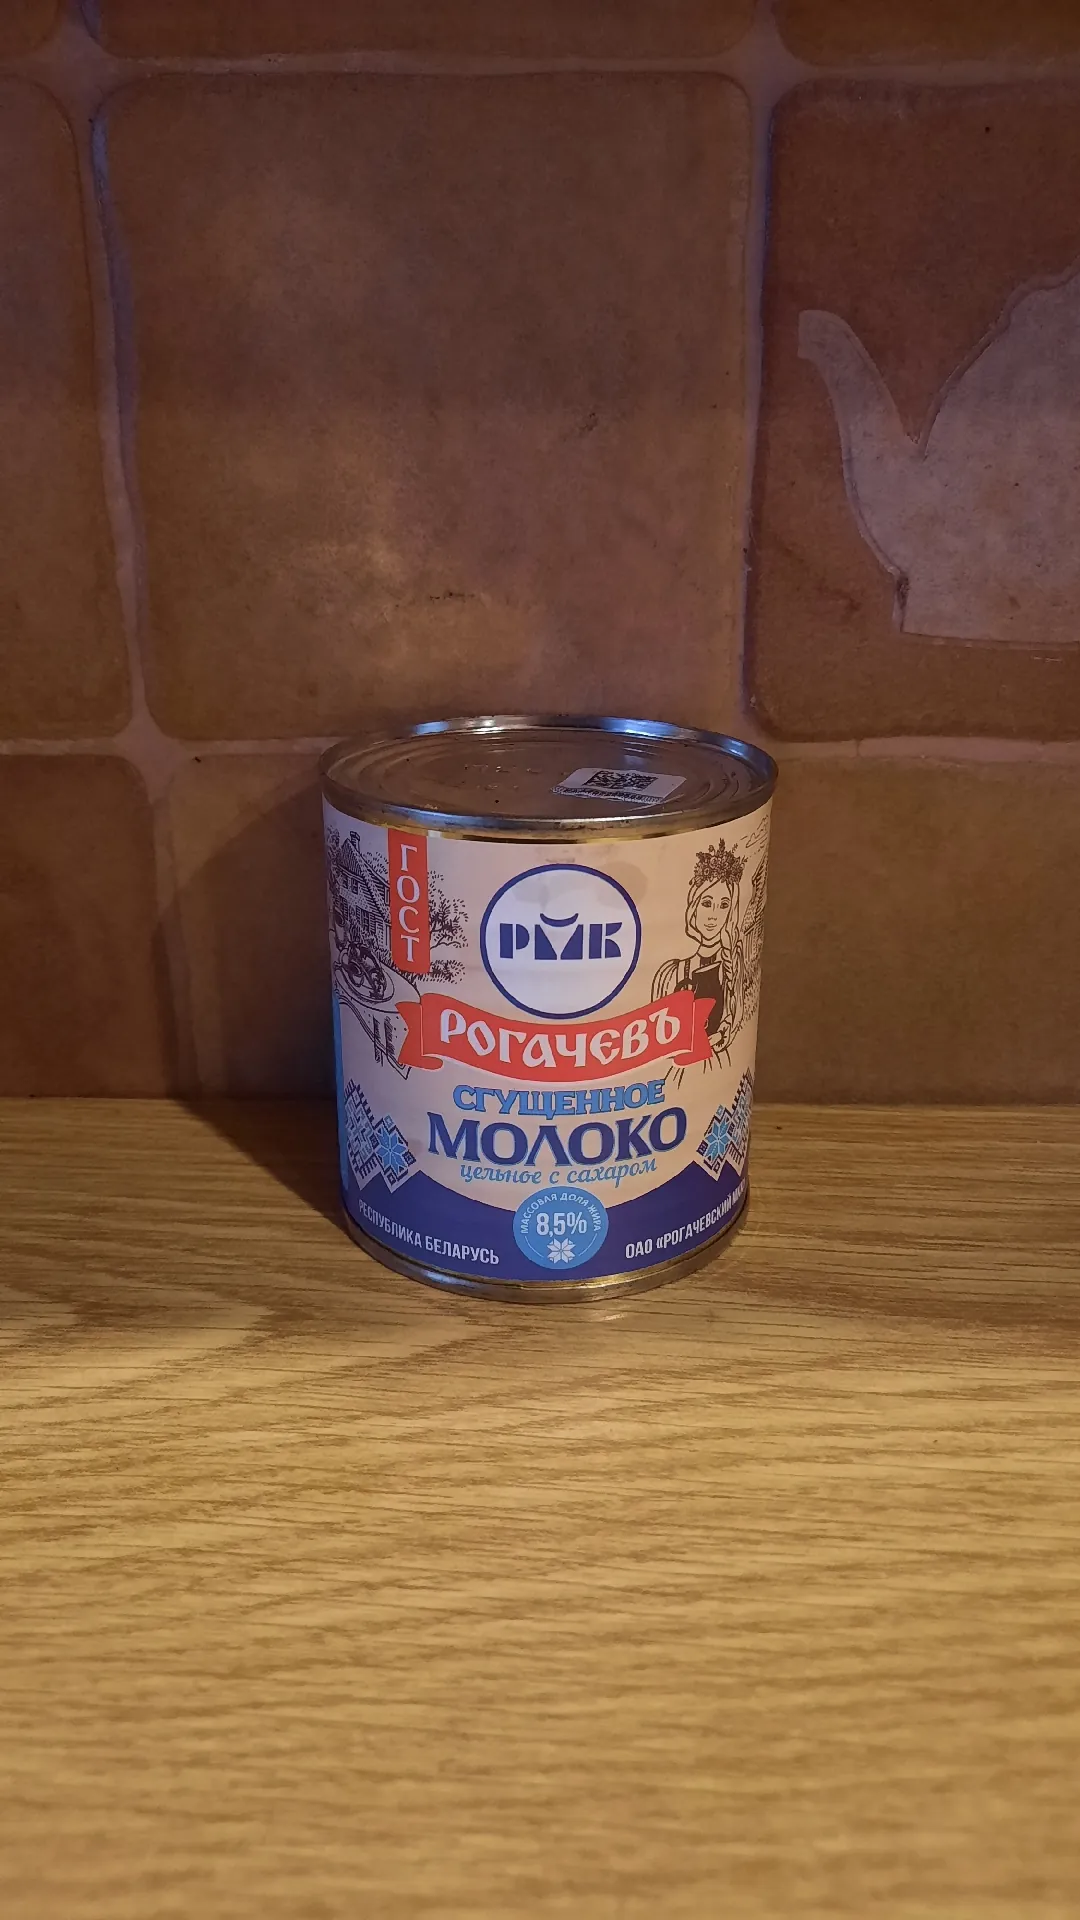 ГОСТ
РМК
РОГАЧЕВЪ
СГУЩЕННОЕ
МОЛОКО
цельное с сахаром
МАССОВАЯ ДОЛЯ ЖИРА
8,5%
РЕСПУБЛИКА БЕЛАРУСЬ
ОАО «РОГАЧЕВСКИЙ